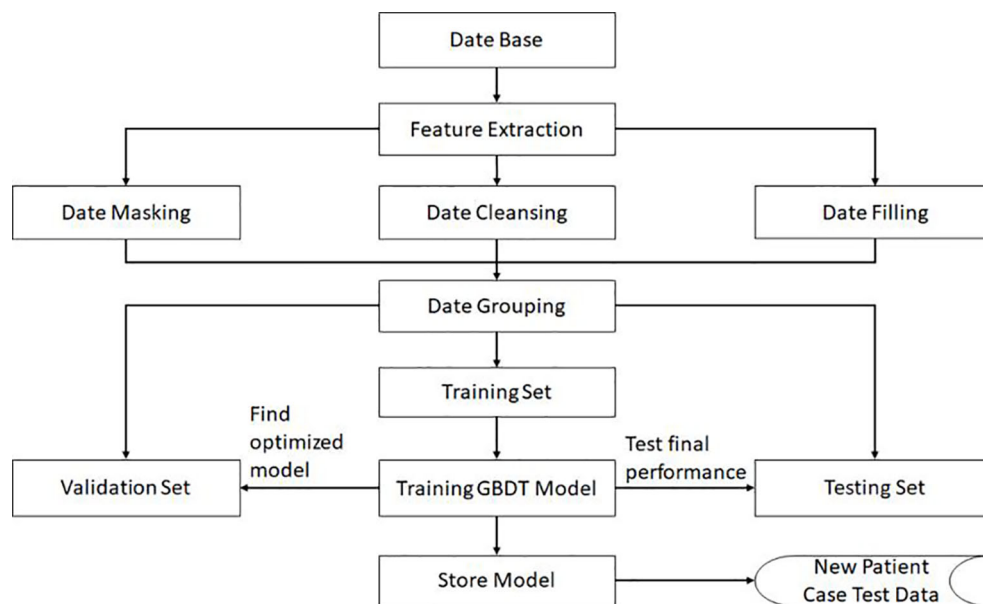 Date Base
Feature Extraction
Date Masking
Date Cleansing
Date Filling
Date Grouping
Training Set
Find
optimized
model
Test final
performance
Validation Set
Training GBDT Model
Testing Set
Store Model
New Patient
Case Test Data